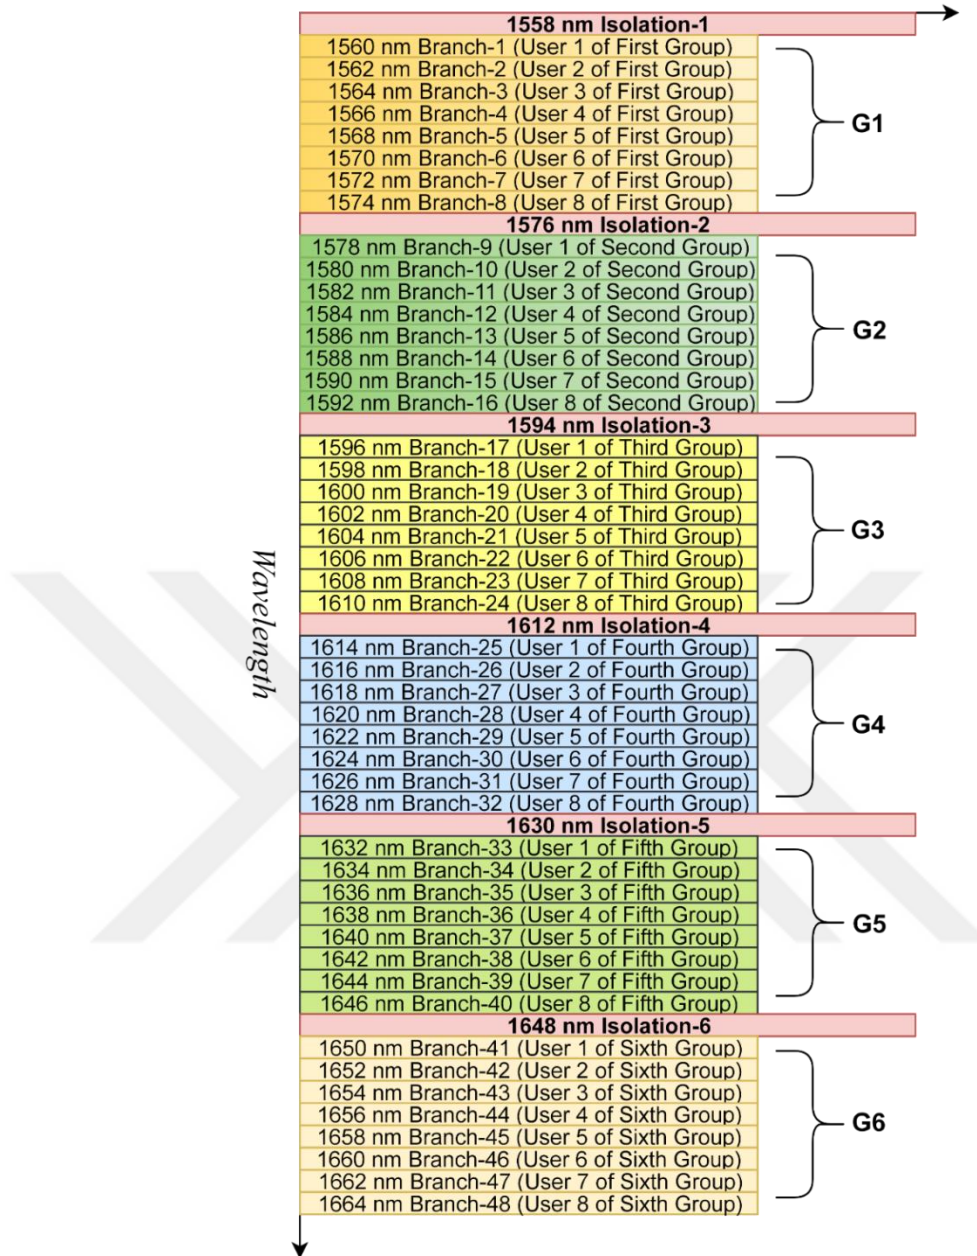 1558 nm Isolation-1
1560 nm Branch-1 (User 1 of First Group)
1562 nm Branch-2 (User 2 of First Group)
1564 nm Branch-3 (User 3 of First Group)
1566 nm Branch-4 (User 4 of First Group)
1568 nm Branch-5 (User 5 of First Group)
1570 nm Branch-6 (User 6 of First Group)
1572 nm Branch-7 (User 7 of First Group)
1574 nm Branch-8 (User 8 of First Group)
G1
1576 nm Isolation-2
1578 nm Branch-9 (User 1 of Second Group)
1580 nm Branch-10 (User 2 of Second Group)
1582 nm Branch-11 (User 3 of Second Group)
1584 nm Branch-12 (User 4 of Second Group)
1586 nm Branch-13 (User 5 of Second Group)
1588 nm Branch-14 (User 6 of Second Group)
1590 nm Branch-15 (User 7 of Second Group)
1592 nm Branch-16 (User 8 of Second Group)
G2
1594 nm Isolation-3
1596 nm Branch-17 (User 1 of Third Group)
1598 nm Branch-18 (User 2 of Third Group)
1600 nm Branch-19 (User 3 of Third Group)
1602 nm Branch-20 (User 4 of Third Group)
1604 nm Branch-21 (User 5 of Third Group)
1606 nm Branch-22 (User 6 of Third Group)
1608 nm Branch-23 (User 7 of Third Group)
1610 nm Branch-24 (User 8 of Third Group)
G3
Wavelength
1612 nm Isolation-4
1614 nm Branch-25 (User 1 of Fourth Group)
1616 nm Branch-26 (User 2 of Fourth Group)
1618 nm Branch-27 (User 3 of Fourth Group)
1620 nm Branch-28 (User 4 of Fourth Group)
1622 nm Branch-29 (User 5 of Fourth Group)
1624 nm Branch-30 (User 6 of Fourth Group)
1626 nm Branch-31 (User 7 of Fourth Group)
1628 nm Branch-32 (User 8 of Fourth Group)
G4
1630 nm Isolation-5
1632 nm Branch-33 (User 1 of Fifth Group)
1634 nm Branch-34 (User 2 of Fifth Group)
1636 nm Branch-35 (User 3 of Fifth Group)
1638 nm Branch-36 (User 4 of Fifth Group)
1640 nm Branch-37 (User 5 of Fifth Group)
1642 nm Branch-38 (User 6 of Fifth Group)
1644 nm Branch-39 (User 7 of Fifth Group)
1646 nm Branch-40 (User 8 of Fifth Group)
G5
1648 nm Isolation-6
1650 nm Branch-41 (User 1 of Sixth Group)
1652 nm Branch-42 (User 2 of Sixth Group)
1654 nm Branch-43 (User 3 of Sixth Group)
1656 nm Branch-44 (User 4 of Sixth Group)
1658 nm Branch-45 (User 5 of Sixth Group)
1660 nm Branch-46 (User 6 of Sixth Group)
1662 nm Branch-47 (User 7 of Sixth Group)
1664 nm Branch-48 (User 8 of Sixth Group)
G6